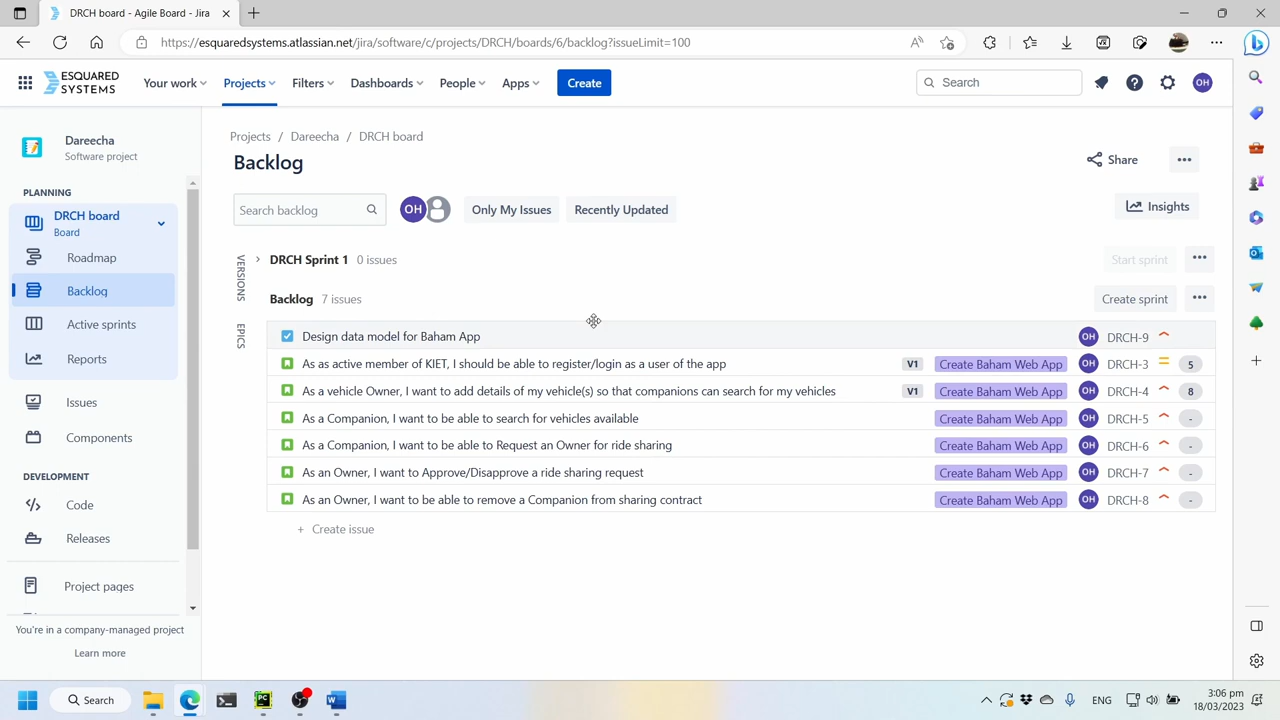 DRCH board - Agile Board - Jira
https://esquaredsystems.atlassian.net/jira/software/c/projects/DRCH/boards/6/backlog?issueLimit=100
ESQUARED SYSTEMS
Your work
Projects
Filters
Dashboards
People
Apps
Create
Search
OH
Dareecha
Software project
PLANNING
DRCH board
Board
Roadmap
Backlog
Active sprints
Reports
Issues
Components
DEVELOPMENT
Code
Releases
Project pages
You're in a company-managed project
Learn more
Projects / Dareecha / DRCH board
Backlog
Share
Search backlog
OH
Only My Issues
Recently Updated
Insights
VERSIONS
EPICS
DRCH Sprint 1 0 issues
Start sprint
Backlog 7 issues
Create sprint
Design data model for Baham App OH DRCH-9
As as active member of KIET, I should be able to register/login as a user of the app V1 Create Baham Web App OH DRCH-3 5
As a vehicle Owner, I want to add details of my vehicle(s) so that companions can search for my vehicles V1 Create Baham Web App OH DRCH-4 8
As a Companion, I want to be able to search for vehicles available Create Baham Web App OH DRCH-5 -
As a Companion, I want to be able to Request an Owner for ride sharing Create Baham Web App OH DRCH-6 -
As an Owner, I want to Approve/Disapprove a ride sharing request Create Baham Web App OH DRCH-7 -
As an Owner, I want to be able to remove a Companion from sharing contract Create Baham Web App OH DRCH-8 -
+ Create issue
Search
ENG
3:06 pm
18/03/2023